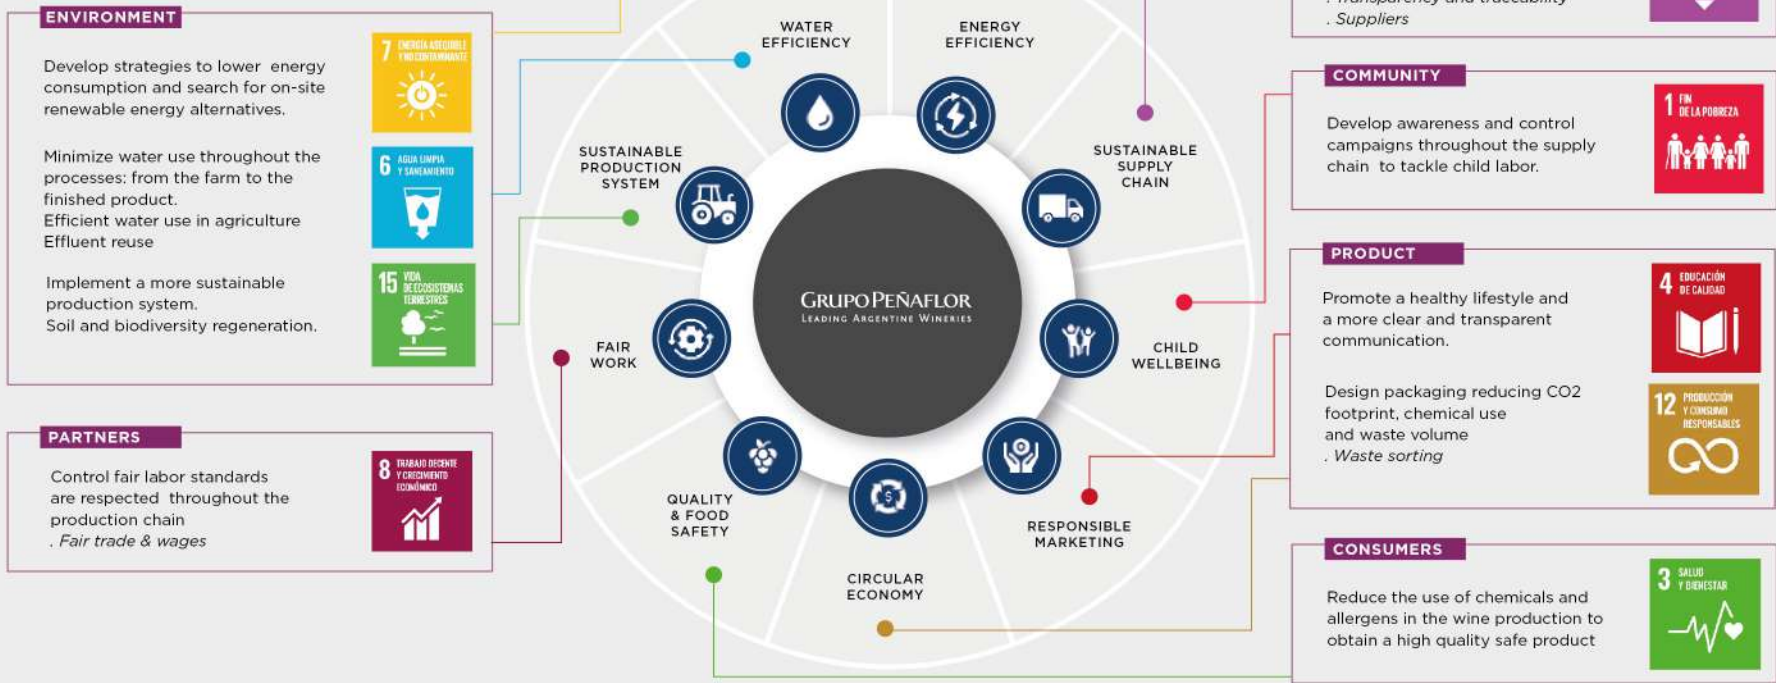 ENVIRONMENT
Develop strategies to lower energy
consumption and search for on-site
renewable energy alternatives.
7 ENERGÍA ASEQUIBLE
Y NO CONTAMINANTE
Minimize water use throughout the
processes: from the farm to the
finished product.
Efficient water use in agriculture
Effluent reuse
6 AGUA LIMPIA
Y SANEAMIENTO
Implement a more sustainable
production system.
Soil and biodiversity regeneration.
15 VIDA
DE ECOSISTEMAS
TERRESTRES
PARTNERS
Control fair labor standards
are respected throughout the
production chain
. Fair trade & wages
8 TRABAJO DECENTE
Y CRECIMIENTO
ECONÓMICO
WATER
EFFICIENCY
ENERGY
EFFICIENCY
SUSTAINABLE
PRODUCTION
SYSTEM
SUSTAINABLE
SUPPLY
CHAIN
GRUPO PEÑAFLOR
LEADING ARGENTINE WINERIES
FAIR
WORK
CHILD
WELLBEING
QUALITY
& FOOD
SAFETY
$
RESPONSIBLE
MARKETING
CIRCULAR
ECONOMY
. Transparency and traceability
. Suppliers
COMMUNITY
Develop awareness and control
campaigns throughout the supply
chain to tackle child labor.
1 FIN
DE LA POBREZA
PRODUCT
Promote a healthy lifestyle and
a more clear and transparent
communication.
4 EDUCACIÓN
DE CALIDAD
Design packaging reducing CO2
footprint, chemical use
and waste volume
. Waste sorting
12 PRODUCCIÓN
Y CONSUMO
RESPONSABLES
CONSUMERS
Reduce the use of chemicals and
allergens in the wine production to
obtain a high quality safe product
3 SALUD
Y BIENESTAR